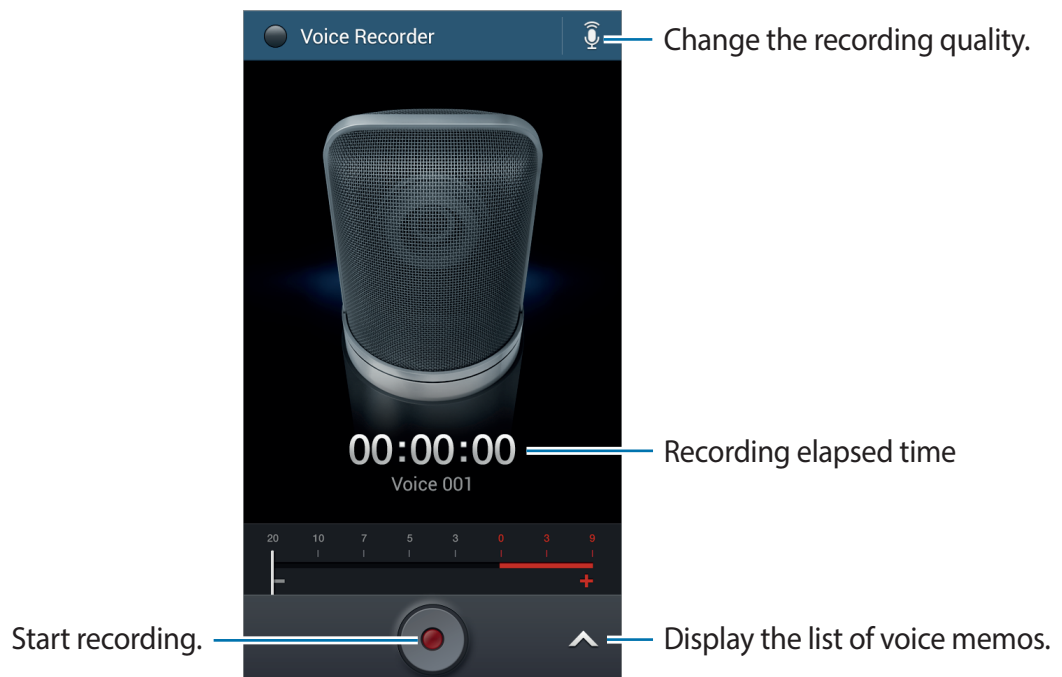 Voice Recorder
Change the recording quality.
00:00:00
Recording elapsed time
Voice 001
20 10 7 5 3 0 3 9
- +
Start recording.
Display the list of voice memos.